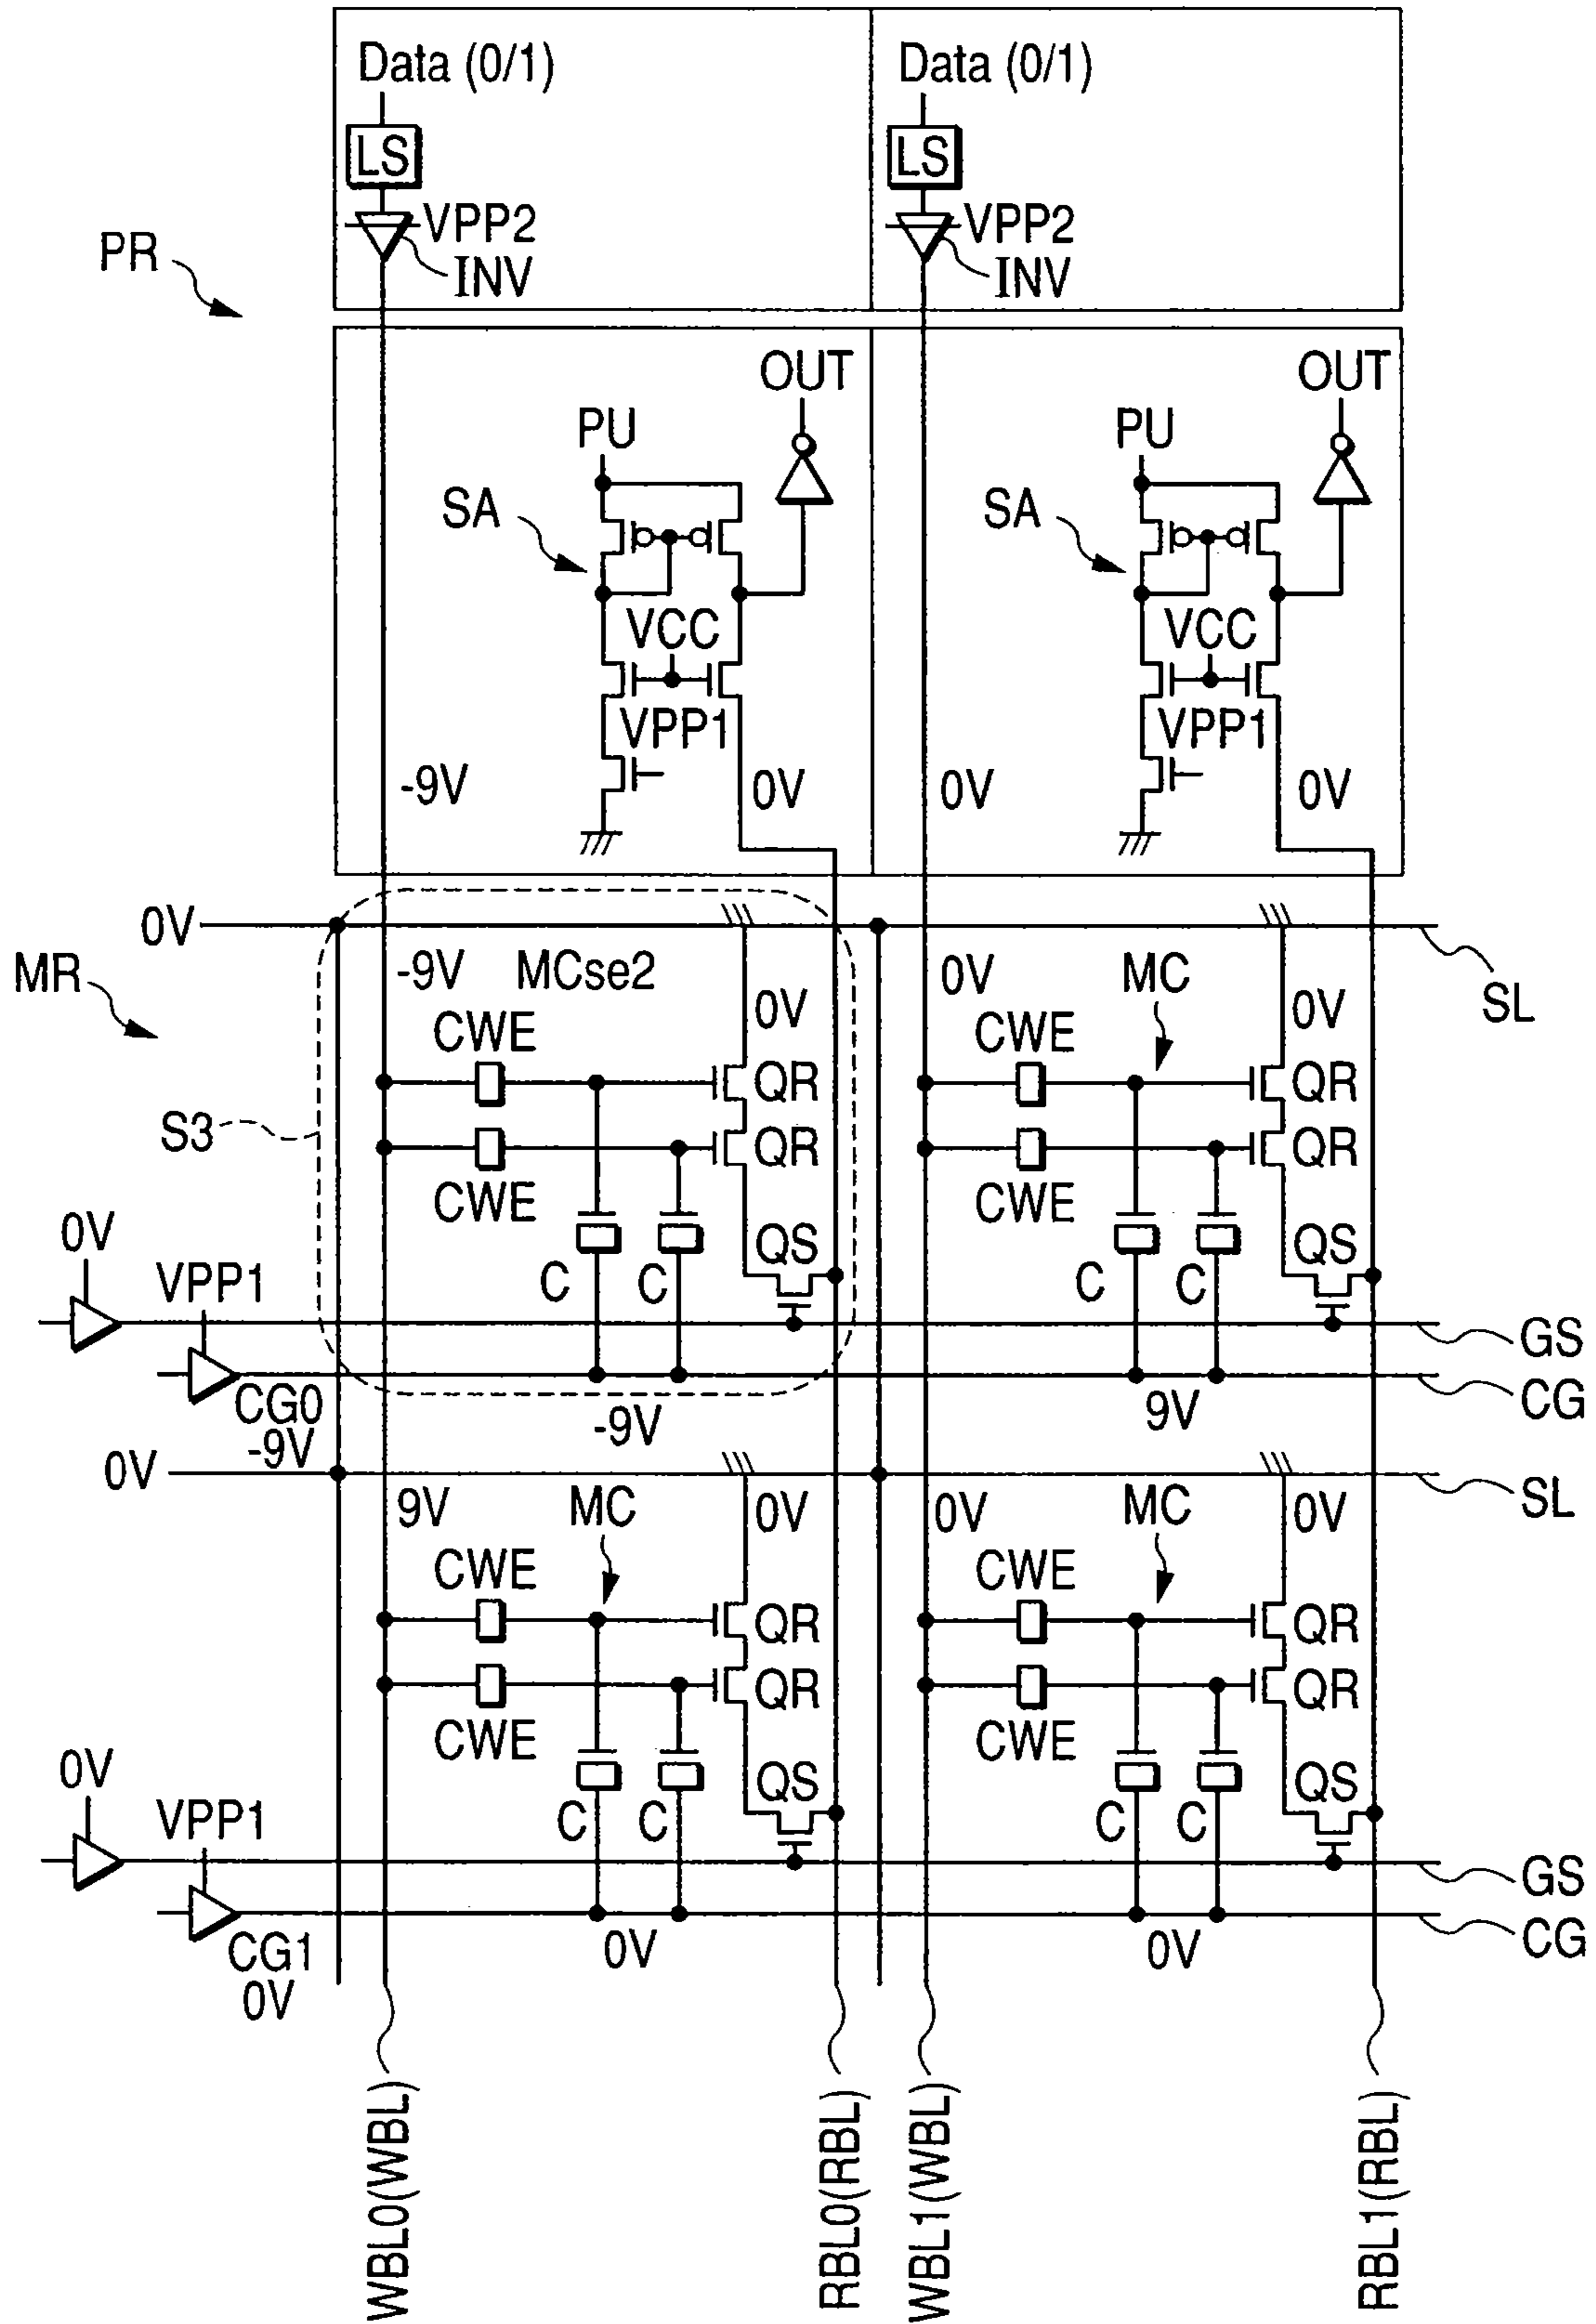 Data (0/1) Data (0/1)
LS LS
VPP2 VPP2
PR INV INV
OUT OUT
PU PU
SA SA
VCC VCC
VPP1 VPP1
-9V 0V 0V 0V
0V
-9V MCse2 0V MC
MR SL
0V 0V
CWE CWE
QR QR
S3 QR QR
CWE CWE
0V QS QS
VPP1 C C C C
GS
CG0 CG
-9V -9V 9V
0V SL
9V MC 0V 0V MC 0V
CWE CWE
QR QR
QR QR
CWE CWE
0V QS QS
VPP1 C C C C
GS
CG1 0V 0V CG
0V
WBL0(WBL)
RBL0(RBL)
WBL1(WBL)
RBL1(RBL)